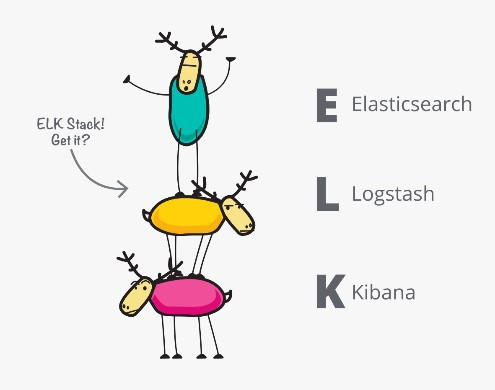 ELK Stack!
Get it?
E Elasticsearch
L Logstash
K Kibana